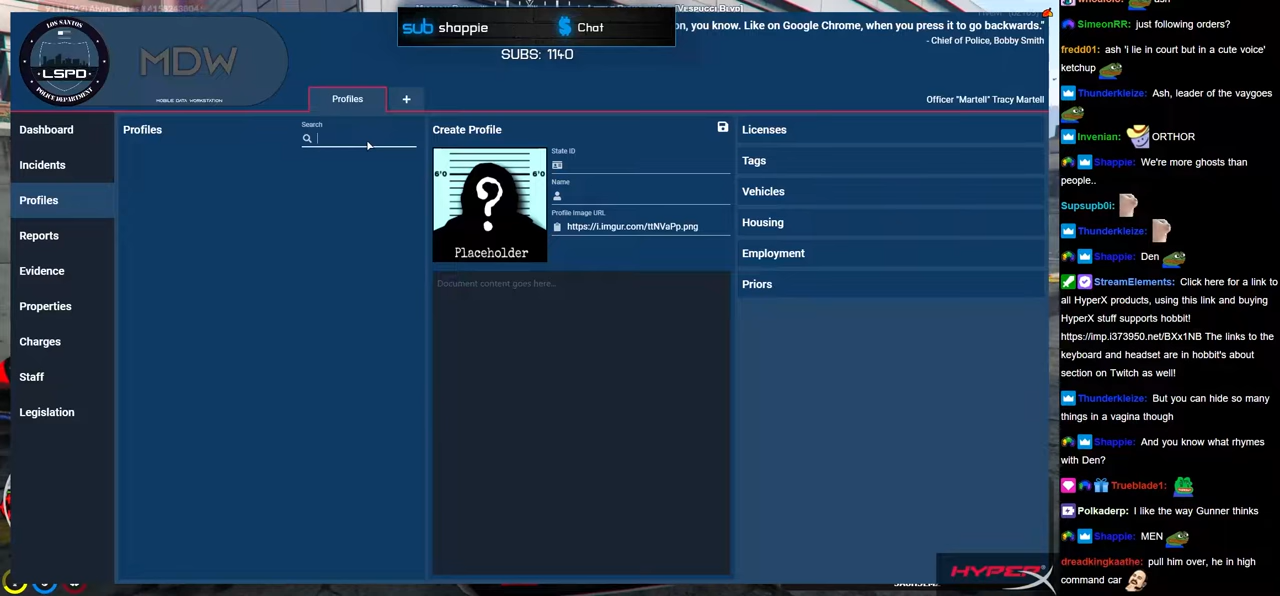 sub shappie Chat
SUBS: 1140
on, you know. Like on Google Chrome, when you press it to go backwards."
- Chief of Police, Bobby Smith
LOS SANTOS
LSPD
POLICE DEPARTMENT
MDW
MOBILE DATA WORKSTATION
Profiles
+
Officer "Martell" Tracy Martell
Dashboard
Incidents
Profiles
Reports
Evidence
Properties
Charges
Staff
Legislation
Profiles
Search
Create Profile
6'0 6'0
?
Placeholder
State ID
Name
Profile Image URL
https://i.imgur.com/ttNVaPp.png
Document content goes here...
Licenses
Tags
Vehicles
Housing
Employment
Priors
HYPERX
SimeonRR: just following orders?
fredd01: ash 'i lie in court but in a cute voice'
ketchup
Thunderkleize: Ash, leader of the vaygoes
Invenian: ORTHOR
Shappie: We're more ghosts than
people..
Supsupb0i:
Thunderkleize:
Shappie: Den
StreamElements: Click here for a link to
all HyperX products, using this link and buying
HyperX stuff supports hobbit!
https://imp.i373950.net/BXx1NB The links to the
keyboard and headset are in hobbit's about
section on Twitch as well!
Thunderkleize: But you can hide so many
things in a vagina though
Shappie: And you know what rhymes
with Den?
Trueblade1:
Polkaderp: I like the way Gunner thinks
Shappie: MEN
dreadkingkaathe: pull him over, he in high
command car